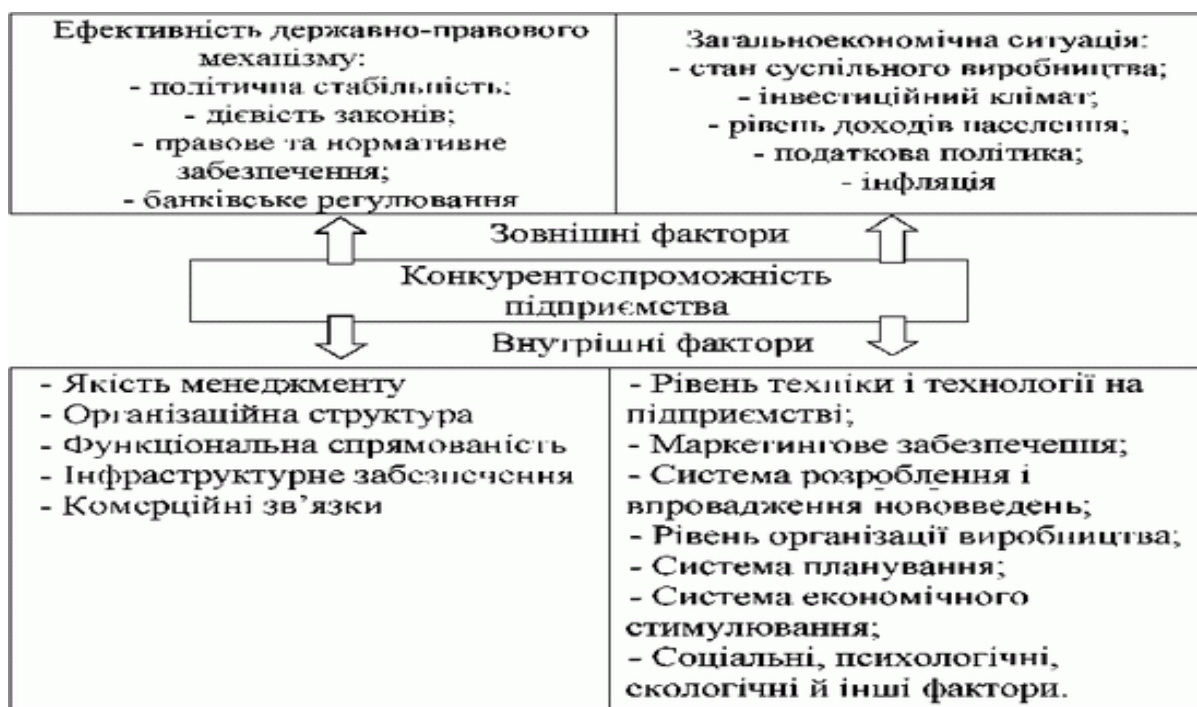 Ефективність державно-правового
механізму:
- політична стабільність;
- дієвість законів;
- правове та нормативне
забезпечення;
- банківське регулювання
Загальноекономічна ситуація:
- стан суспільного виробництва;
- інвестиційний клімат;
- рівень доходів населення;
- податкова політика;
- інфляція
Зовнішні фактори
Конкурентоспроможність
підприємства
Внутрішні фактори
- Якість менеджменту
- Організаційна структура
- Функціональна спрямованість
- Інфраструктурне забезпечення
- Комерційні зв’язки
- Рівень техніки і технології на
підприємстві;
- Маркетингове забезпечення;
- Система розроблення і
впровадження нововведень;
- Рівень організації виробництва;
- Система планування;
- Система економічного
стимулювання;
- Соціальні, психологічні,
екологічні й інші фактори.